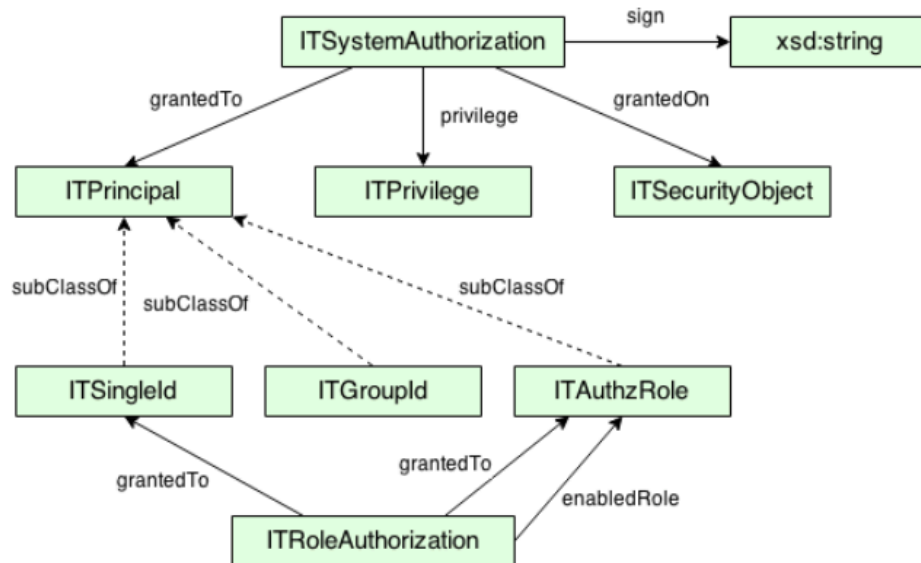 sign
ITSystemAuthorization
xsd:string
grantedTo
privilege
grantedOn
ITPrincipal
ITPrivilege
ITSecurityObject
subClassOf
subClassOf
subClassOf
ITSingleId
ITGroupId
ITAuthzRole
grantedTo
grantedTo
enabledRole
ITRoleAuthorization